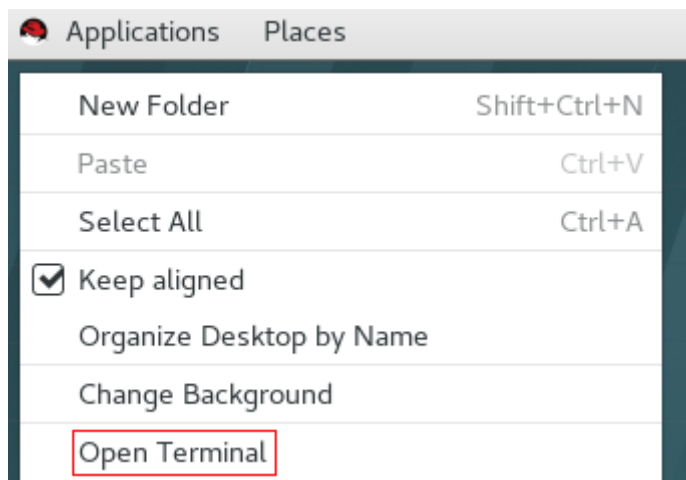 Applications Places
New Folder Shift+Ctrl+N
Paste Ctrl+V
Select All Ctrl+A
Keep aligned
Organize Desktop by Name
Change Background
Open Terminal